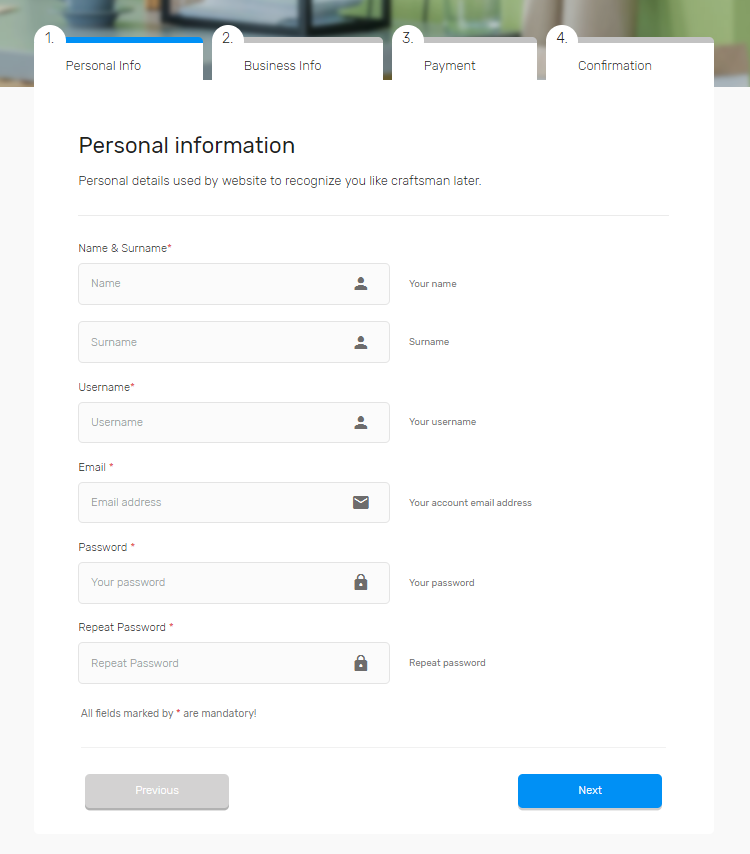 1.
Personal Info
2.
Business Info
3.
Payment
4.
Confirmation
Personal information
Personal details used by website to recognize you like craftsman later.
Name & Surname*
Name
Your name
Surname
Surname
Username*
Username
Your username
Email *
Email address
Your account email address
Password *
Your password
Your password
Repeat Password *
Repeat Password
Repeat password
All fields marked by * are mandatory!
Previous
Next